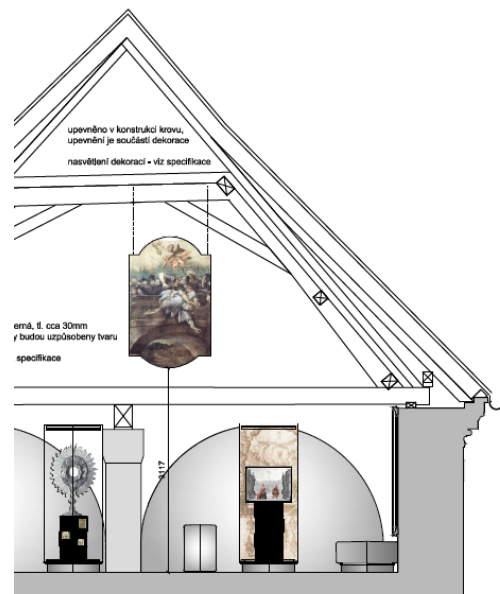 upevněno v konstrukci krovu,
upevnění je součástí dekorace
nasvětlení dekorací - viz specifikace
erná, tl. cca 30mm
y budou uzpůsobeny tvaru
specifikace